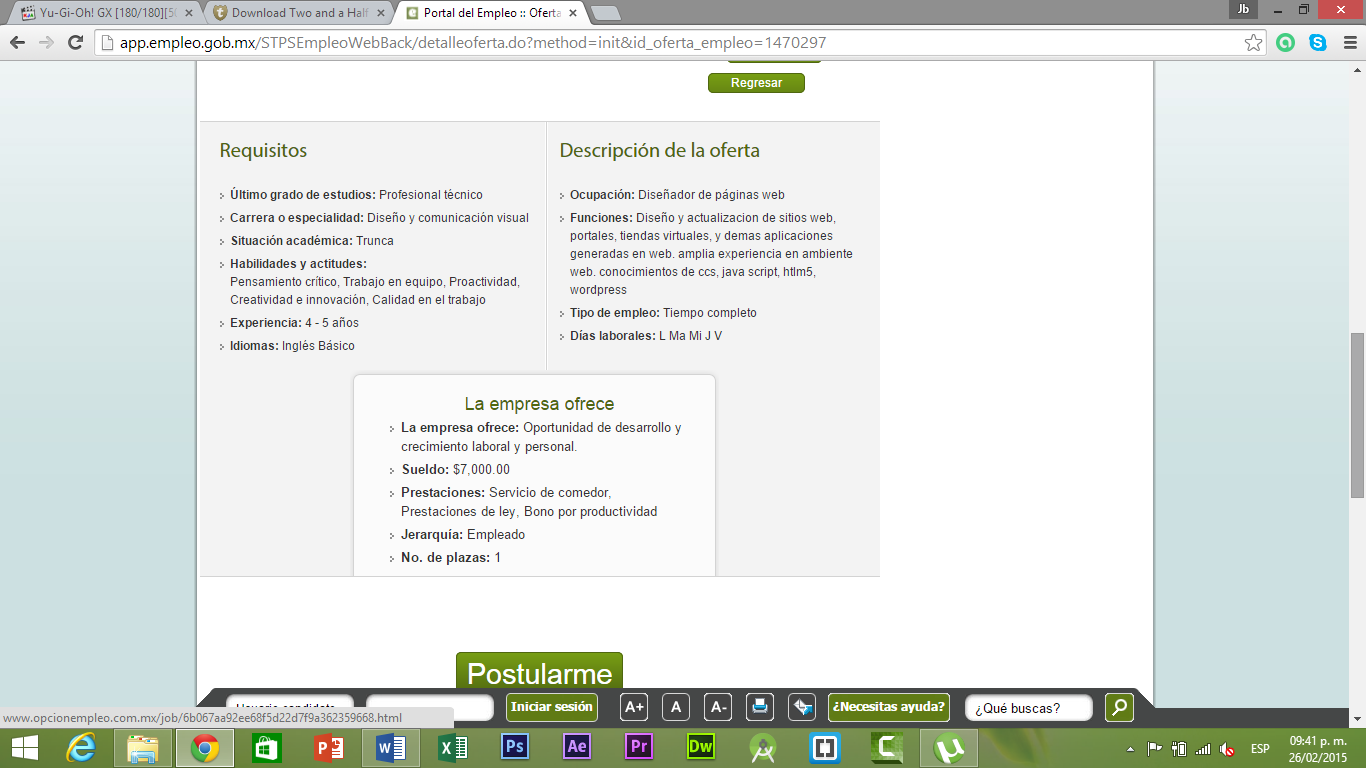 Yu-Gi-Oh! GX [180/180][50
Download Two and a Half
Portal del Empleo :: Oferta
Jb
app.empleo.gob.mx/STPSEmpleoWebBack/detalleoferta.do?method=init&id_oferta_empleo=1470297
Regresar
Requisitos
Último grado de estudios: Profesional técnico
Carrera o especialidad: Diseño y comunicación visual
Situación académica: Trunca
Habilidades y actitudes:
Pensamiento crítico, Trabajo en equipo, Proactividad,
Creatividad e innovación, Calidad en el trabajo
Experiencia: 4 - 5 años
Idiomas: Inglés Básico
Descripción de la oferta
Ocupación: Diseñador de páginas web
Funciones: Diseño y actualizacion de sitios web,
portales, tiendas virtuales, y demas aplicaciones
generadas en web. amplia experiencia en ambiente
web. conocimientos de ccs, java script, htlm5,
wordpress
Tipo de empleo: Tiempo completo
Días laborales: L Ma Mi J V
La empresa ofrece
La empresa ofrece: Oportunidad de desarrollo y
crecimiento laboral y personal.
Sueldo: $7,000.00
Prestaciones: Servicio de comedor,
Prestaciones de ley, Bono por productividad
Jerarquía: Empleado
No. de plazas: 1
Postularme
Usuario candidato
Iniciar sesión
A+
A
A-
¿Necesitas ayuda?
¿Qué buscas?
www.opcionempleo.com.mx/job/6b067aa92ee68f5d22d7f9a362359668.html
Ps
Ae
Pr
Dw
ESP
09:41 p. m.
26/02/2015